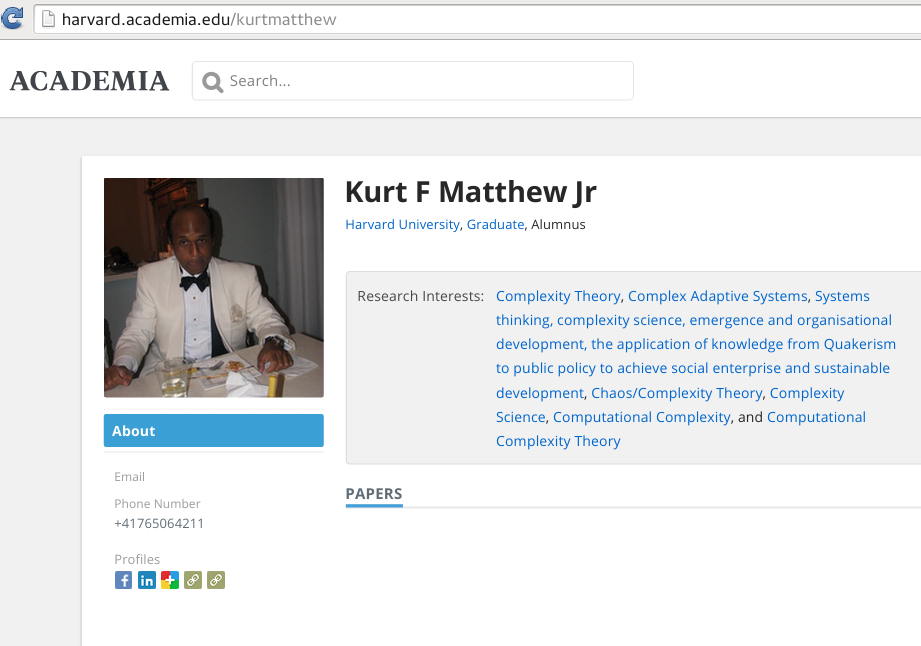 harvard.academia.edu/kurtmatthew
ACADEMIA
Search...
Kurt F Matthew Jr
Harvard University, Graduate, Alumnus
Research Interests: Complexity Theory, Complex Adaptive Systems, Systems
thinking, complexity science, emergence and organisational
development, the application of knowledge from Quakerism
to public policy to achieve social enterprise and sustainable
development, Chaos/Complexity Theory, Complexity
Science, Computational Complexity, and Computational
Complexity Theory
About
Email
Phone Number
+41765064211
Profiles
f in +
PAPERS